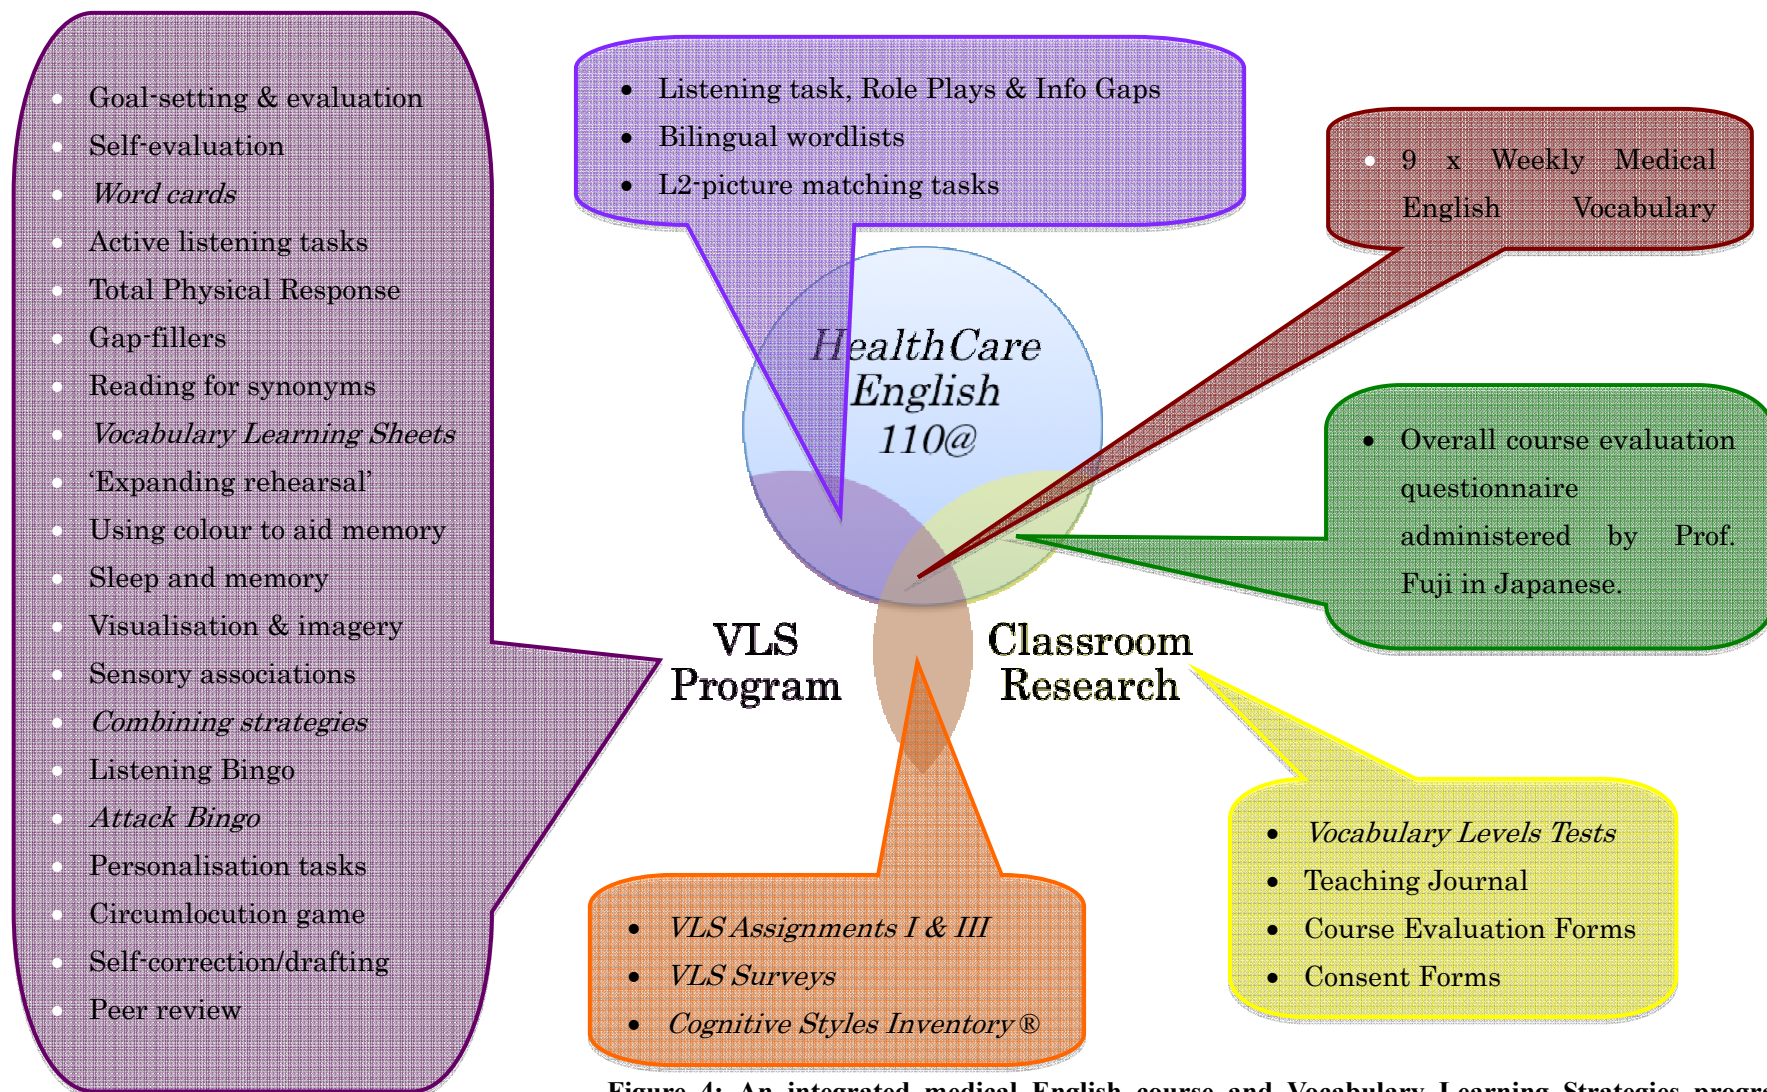 Goal-setting & evaluation
Self-evaluation
Word cards
Active listening tasks
Total Physical Response
Gap-fillers
Reading for synonyms
Vocabulary Learning Sheets
‘Expanding rehearsal’
Using colour to aid memory
Sleep and memory
Visualisation & imagery
Sensory associations
Combining strategies
Listening Bingo
Attack Bingo
Personalisation tasks
Circumlocution game
Self-correction/drafting
Peer review
Listening task, Role Plays & Info Gaps
Bilingual wordlists
L2-picture matching tasks
9 x Weekly Medical
English Vocabulary
HealthCare
English
110@
Overall course evaluation
questionnaire
administered by Prof.
Fuji in Japanese.
VLS
Program
Classroom
Research
Vocabulary Levels Tests
Teaching Journal
Course Evaluation Forms
Consent Forms
VLS Assignments I & III
VLS Surveys
Cognitive Styles Inventory ®
Figure 4: An integrated medical English course and Vocabulary Learning Strategies progra